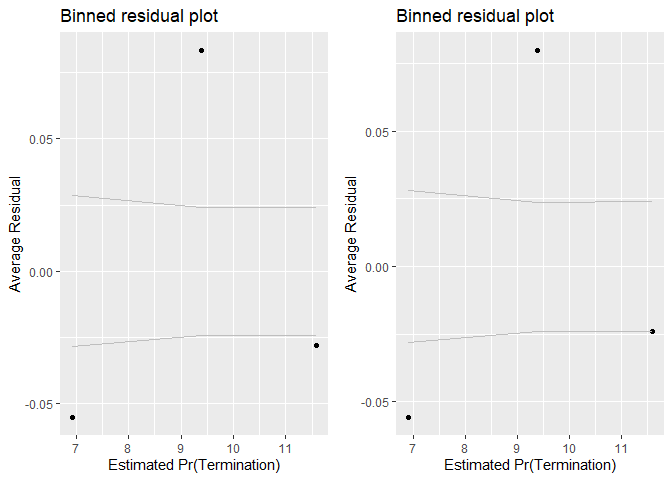 Binned residual plot
Average Residual
0.05
0.00
-0.05
7 8 9 10 11
Estimated Pr(Termination)
Binned residual plot
Average Residual
0.05
0.00
-0.05
7 8 9 10 11
Estimated Pr(Termination)